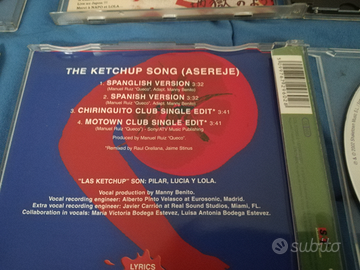 THE KETCHUP SONG (ASEREJE)
1. SPANGLISH VERSION 3:32
(Manuel Ruiz "Queco", Adapt. Manny Benito)
2. SPANISH VERSION 3:32
(Manuel Ruiz "Queco", Adapt. Manny Benito)
3. CHIRINGUITO CLUB SINGLE EDIT* 3:41
4. MOTOWN CLUB SINGLE EDIT* 3:41
(Manuel Ruiz "Queco") - Sony-ATV Music Publishing.
Produced by Manuel Ruiz "Queco".
*Remixed by Raul Orellana, Jaime Stinus
"LAS KETCHUP" SON: PILAR, LUCIA Y LOLA.
Vocal production by Manny Benito.
Vocal recording engineer: Alberto Pinto Velasco at Eurosonic, Madrid.
Extra vocal recording engineer: Javier Carrión at Real Sound Studios, Miami, FL.
Collaboration in vocals: Maria Victoria Bodega Estevez, Luisa Antonia Bodega Estevez.
LYRICS
subito